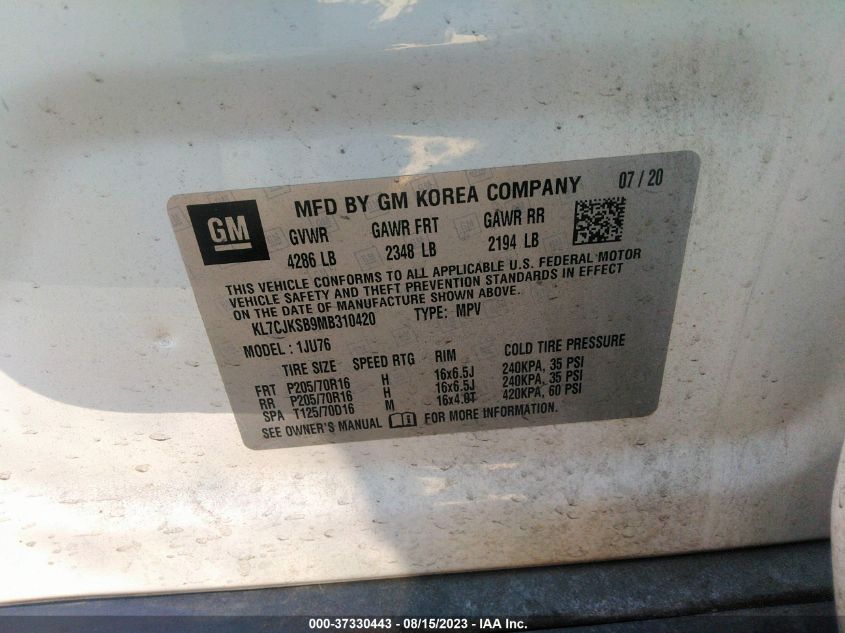 GM
MFD BY GM KOREA COMPANY 07 / 20
GVWR GAWR FRT GAWR RR
4286 LB 2348 LB 2194 LB
THIS VEHICLE CONFORMS TO ALL APPLICABLE U.S. FEDERAL MOTOR
VEHICLE SAFETY AND THEFT PREVENTION STANDARDS IN EFFECT
ON THE DATE OF MANUFACTURE SHOWN ABOVE.
KL7CJKSB9MB310420 TYPE: MPV
MODEL : 1JU76
TIRE SIZE SPEED RTG RIM COLD TIRE PRESSURE
FRT P205/70R16 H 16x6.5J 240KPA, 35 PSI
RR P205/70R16 H 16x6.5J 240KPA, 35 PSI
SPA T125/70D16 M 16x4.0T 420KPA, 60 PSI
SEE OWNER'S MANUAL FOR MORE INFORMATION.
000-37330443 - 08/15/2023 - IAA Inc.